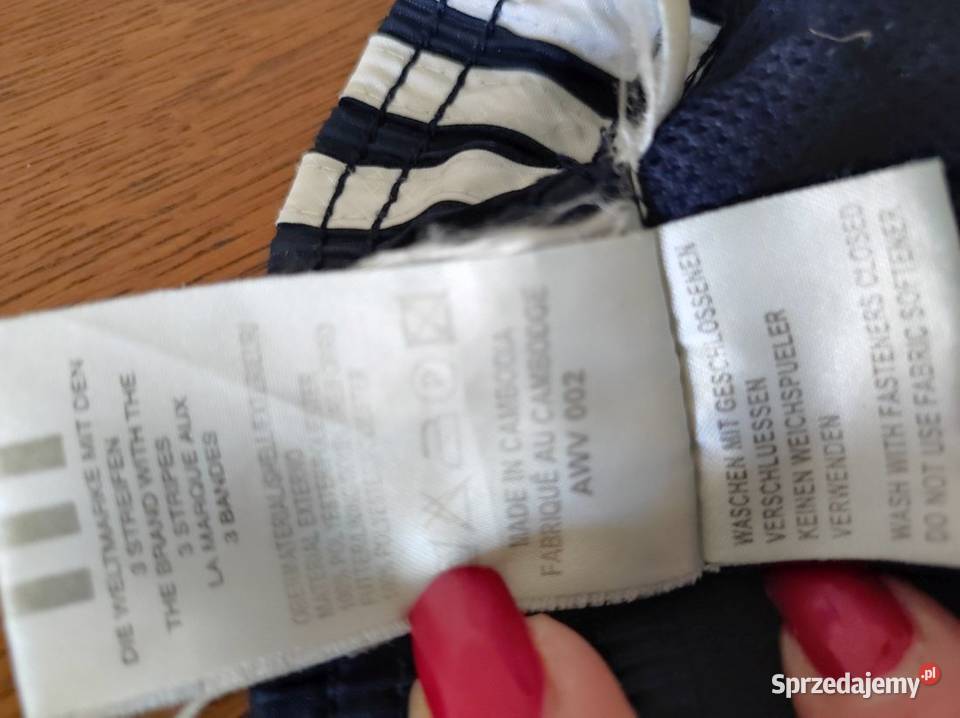 DIE WELTMARKE MIT DEN
3 STREIFEN
THE BRAND WITH THE
3 STRIPES
LA MARQUE AUX
3 BANDES
MADE IN CAMBODIA
FABRIQUÉ AU CAMBODGE
AWV 002
WASCHEN MIT GESCHLOSSENEN
VERSCHLUESSEN
KEINEN WEICHSPUELER
VERWENDEN
WASH WITH FASTENERS CLOSED
DO NOT USE FABRIC SOFTENER
Sprzedajemy.pl